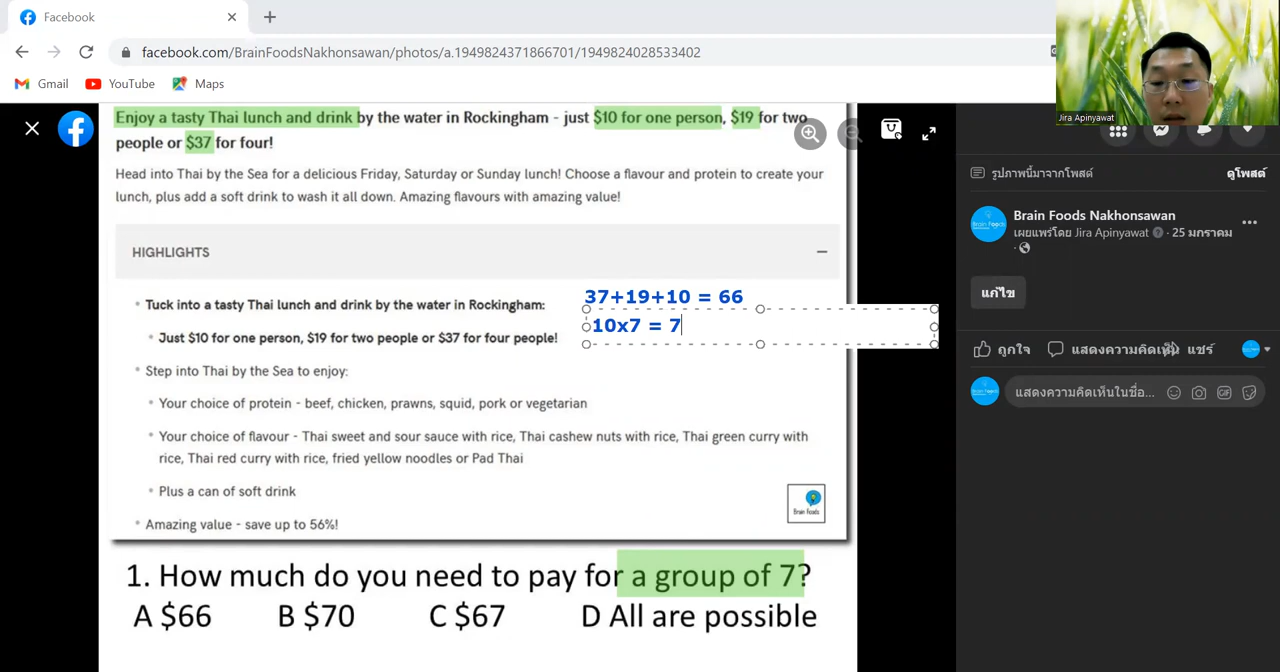 Facebook
facebook.com/BrainFoodsNakhonsawan/photos/a.1949824371866701/1949824028533402
Gmail YouTube Maps
Jira Apinyawat
Enjoy a tasty Thai lunch and drink by the water in Rockingham - just $10 for one person, $19 for two
people or $37 for four!
Head into Thai by the Sea for a delicious Friday, Saturday or Sunday lunch! Choose a flavour and protein to create your
lunch, plus add a soft drink to wash it all down. Amazing flavours with amazing value!
HIGHLIGHTS
Tuck into a tasty Thai lunch and drink by the water in Rockingham:
37+19+10 = 66
10x7 = 7
Just $10 for one person, $19 for two people or $37 for four people!
Step into Thai by the Sea to enjoy:
Your choice of protein - beef, chicken, prawns, squid, pork or vegetarian
Your choice of flavour - Thai sweet and sour sauce with rice, Thai cashew nuts with rice, Thai green curry with
rice, Thai red curry with rice, fried yellow noodles or Pad Thai
Plus a can of soft drink
Amazing value - save up to 56%!
Brain Foods
1. How much do you need to pay for a group of 7?
A $66 B $70 C $67 D All are possible
รูปภาพนี้มาจากโพสต์ ดูโพสต์
Brain Foods Nakhonsawan
เผยแพร่โดย Jira Apinyawat · 25 มกราคม
·
แก้ไข
ถูกใจ แสดงความคิดเห็น แชร์
แสดงความคิดเห็นในชื่อ...